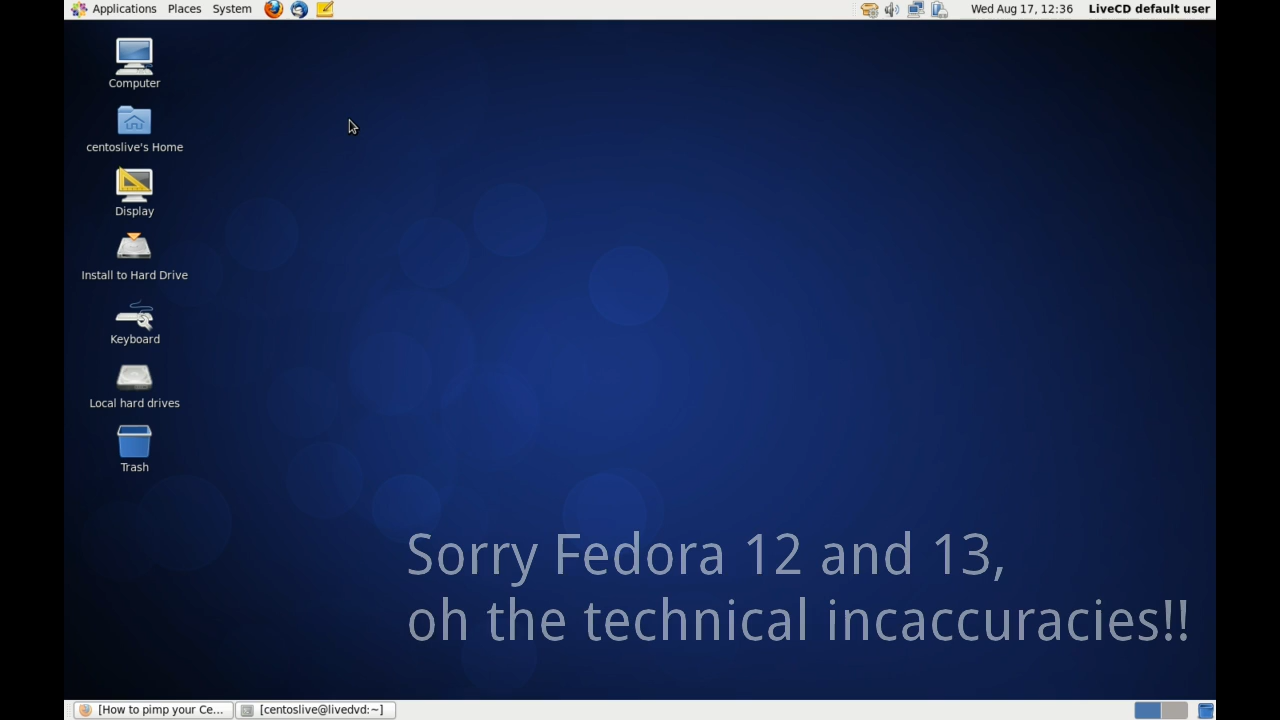 Applications Places System Wed Aug 17, 12:36 LiveCD default user
Computer
centoslive's Home
Display
Install to Hard Drive
Keyboard
Local hard drives
Trash
Sorry Fedora 12 and 13,
oh the technical incaccuracies!!
[How to pimp your Ce... [centoslive@livedvd:~]